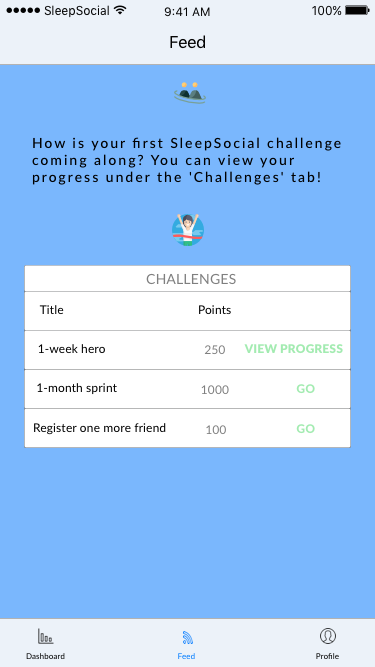 SleepSocial 9:41 AM 100%
Feed
How is your first SleepSocial challenge
coming along? You can view your
progress under the 'Challenges' tab!
CHALLENGES
Title Points
1-week hero 250 VIEW PROGRESS
1-month sprint 1000 GO
Register one more friend 100 GO
Dashboard Feed Profile